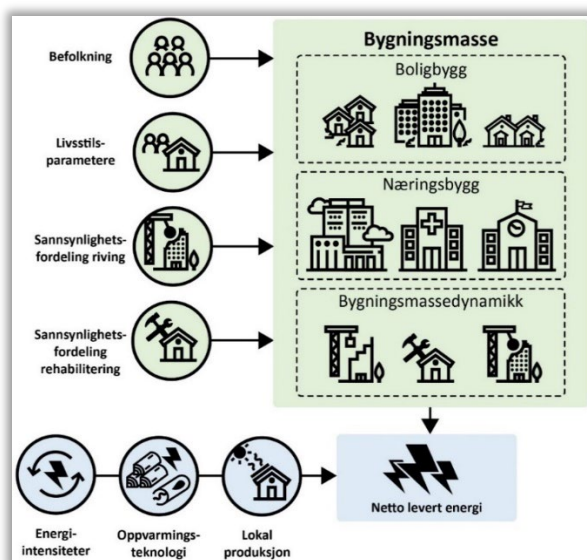 Befolkning
Livsstils-
parametere
Sannsynlighets-
fordeling riving
Sannsynlighets-
fordeling
rehabilitering
Bygningsmasse
Boligbygg
Næringsbygg
Bygningsmassedynamikk
Netto levert energi
Energi-
intensiteter
Oppvarmings-
teknologi
Lokal
produksjon